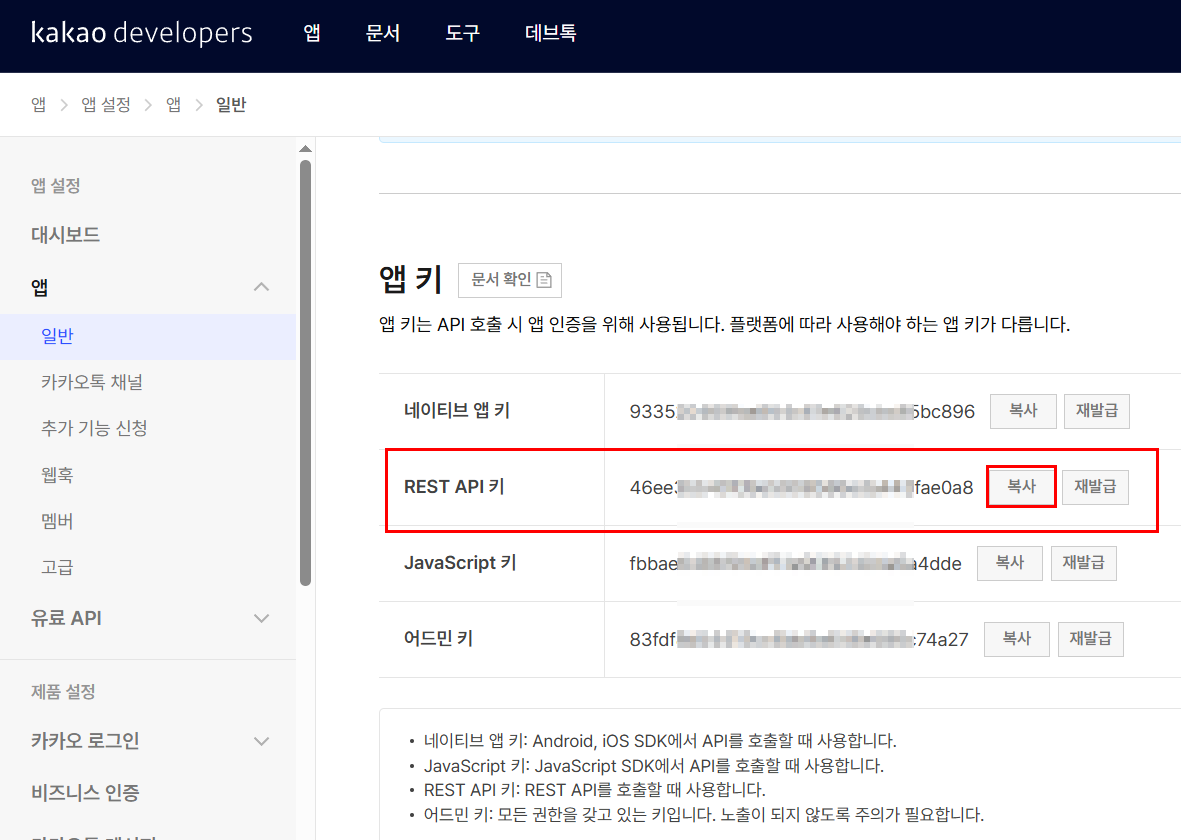 kakao developers 앱 문서 도구 데브톡
앱 > 앱 설정 > 앱 > 일반
앱 설정
대시보드
앱
일반
카카오톡 채널
추가 기능 신청
웹훅
멤버
고급
유료 API
제품 설정
카카오 로그인
비즈니스 인증
앱 키 문서 확인
앱 키는 API 호출 시 앱 인증을 위해 사용됩니다. 플랫폼에 따라 사용해야 하는 앱 키가 다릅니다.
네이티브 앱 키 9335 5bc896 복사 재발급
REST API 키 46ee fae0a8 복사 재발급
JavaScript 키 fbbae a4dde 복사 재발급
어드민 키 83fdf 74a27 복사 재발급
• 네이티브 앱 키: Android, iOS SDK에서 API를 호출할 때 사용합니다.
• JavaScript 키: JavaScript SDK에서 API를 호출할 때 사용합니다.
• REST API 키: REST API를 호출할 때 사용합니다.
• 어드민 키: 모든 권한을 갖고 있는 키입니다. 노출이 되지 않도록 주의가 필요합니다.